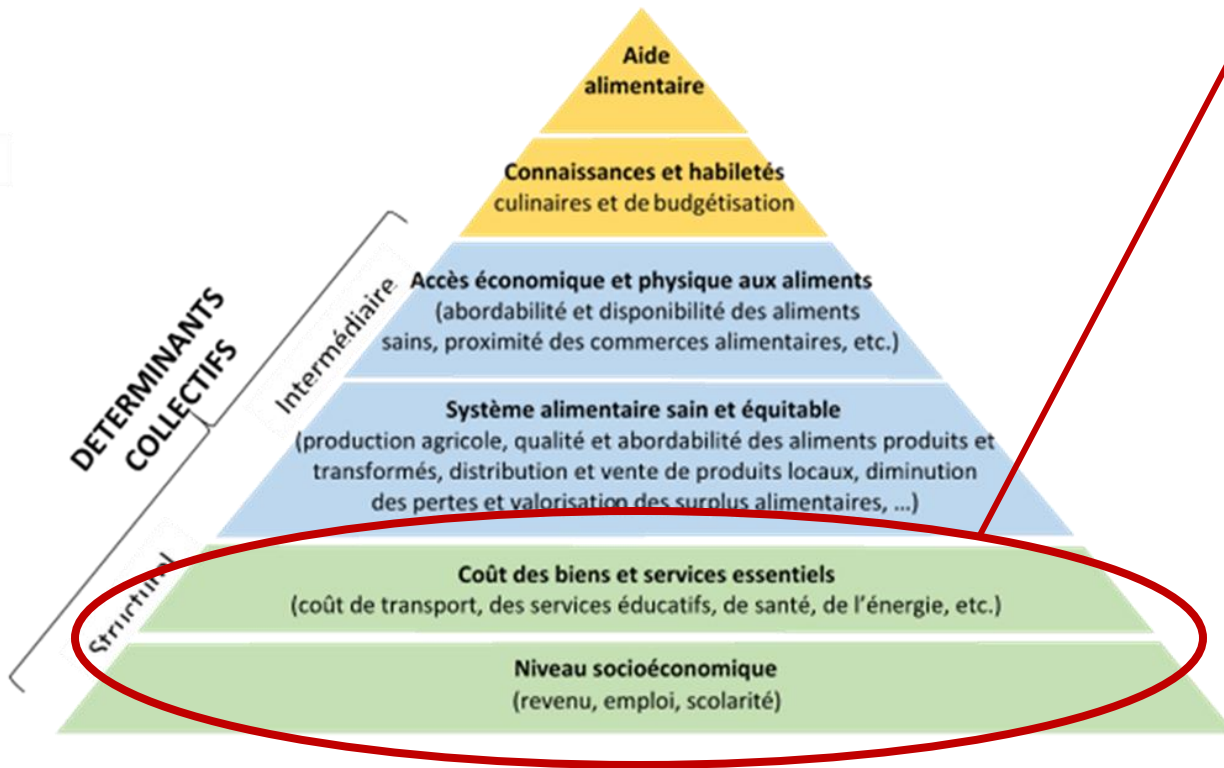 Aide
alimentaire
Connaissances et habiletés
culinaires et de budgétisation
Accès économique et physique aux aliments
(abordabilité et disponibilité des aliments
sains, proximité des commerces alimentaires, etc.)
Système alimentaire sain et équitable
(production agricole, qualité et abordabilité des aliments produits et
transformés, distribution et vente de produits locaux, diminution
des pertes et valorisation des surplus alimentaires, ...)
Coût des biens et services essentiels
(coût de transport, des services éducatifs, de santé, de l'énergie, etc.)
Niveau socioéconomique
(revenu, emploi, scolarité)
DETERMINANTS
COLLECTIFS
Intermédiaire
Structurel